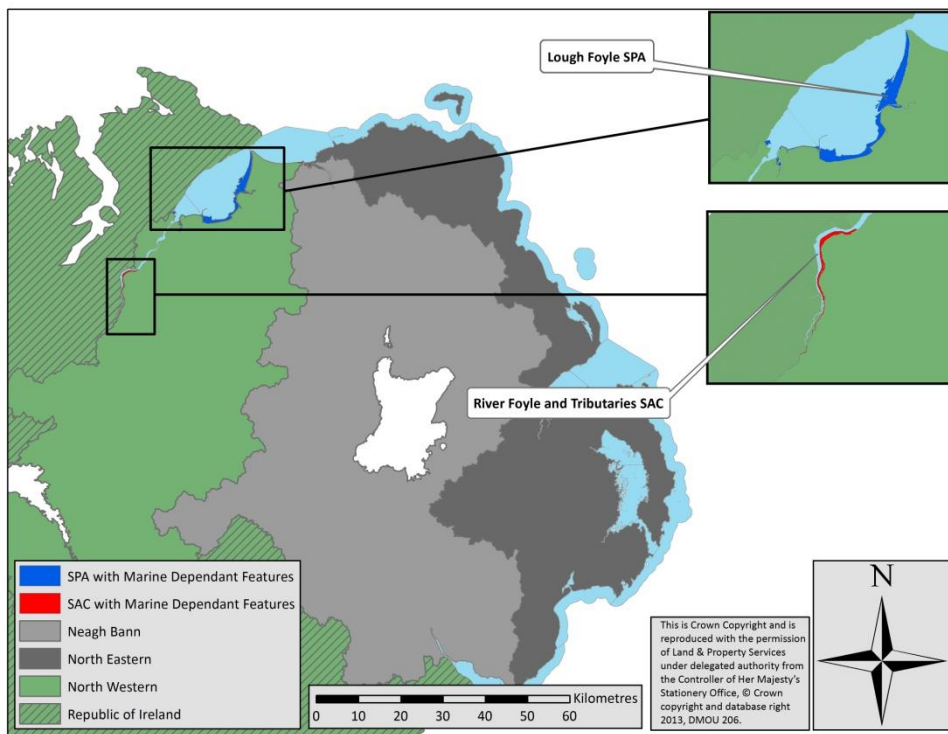 Lough Foyle SPA
River Foyle and Tributaries SAC
SPA with Marine Dependant Features
SAC with Marine Dependant Features
Neagh Bann
North Eastern
North Western
Republic of Ireland
Kilometres
0 10 20 30 40 50 60
This is Crown Copyright and is
reproduced with the permission
of Land & Property Services
under delegated authority from
the Controller of Her Majesty's
Stationery Office, © Crown
copyright and database right
2013, DMOU 206.
N